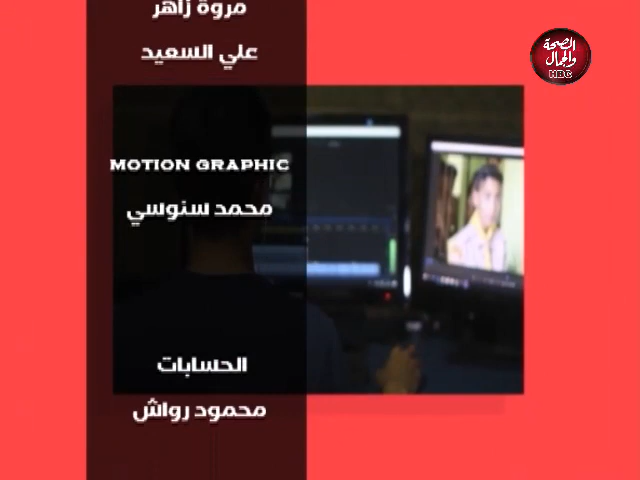 مروة زاهر
علي السعيد
الصحة
والجمال
HBC
MOTION GRAPHIC
محمد سنوسي
الحسابات
محمود رواش